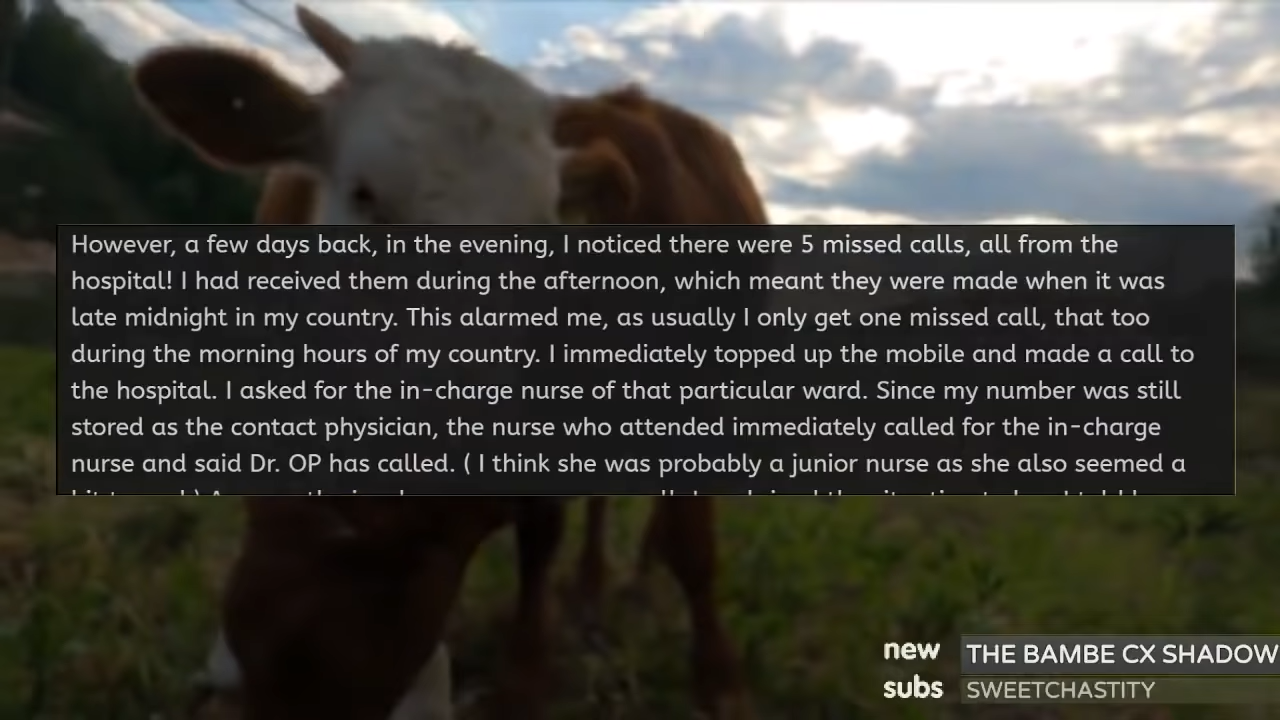 However, a few days back, in the evening, I noticed there were 5 missed calls, all from the
hospital! I had received them during the afternoon, which meant they were made when it was
late midnight in my country. This alarmed me, as usually I only get one missed call, that too
during the morning hours of my country. I immediately topped up the mobile and made a call to
the hospital. I asked for the in-charge nurse of that particular ward. Since my number was still
stored as the contact physician, the nurse who attended immediately called for the in-charge
nurse and said Dr. OP has called. ( I think she was probably a junior nurse as she also seemed a
new THE BAMBE CX SHADOW
subs SWEETCHASTITY